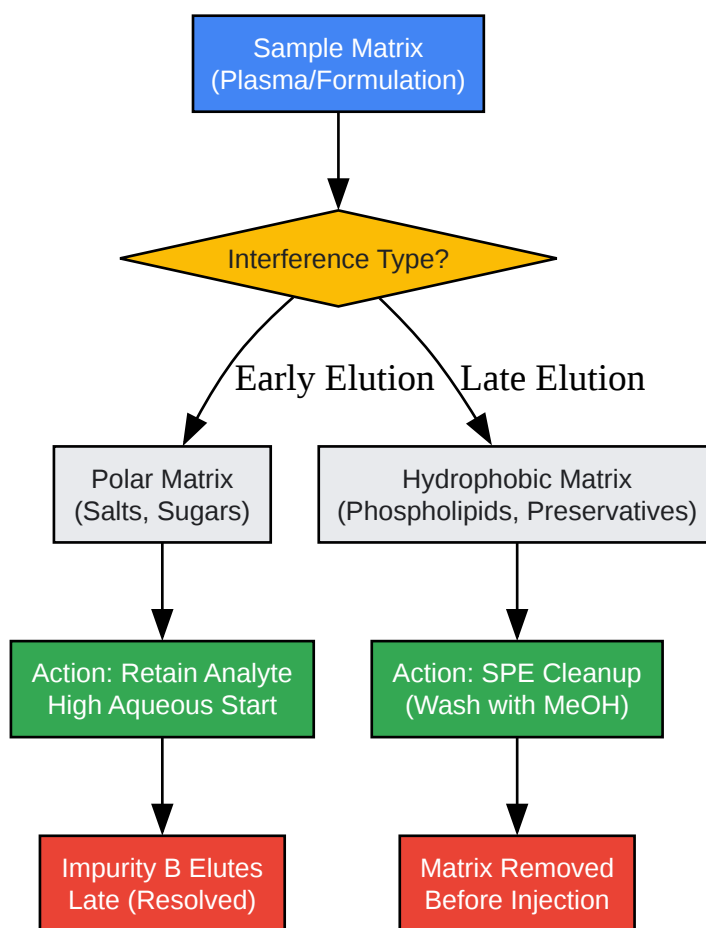 Sample Matrix
(Plasma/Formulation)
Interference Type?
Early Elution
Late Elution
Polar Matrix
(Salts, Sugars)
Hydrophobic Matrix
(Phospholipids, Preservatives)
Action: Retain Analyte
High Aqueous Start
Action: SPE Cleanup
(Wash with MeOH)
Impurity B Elutes
Late (Resolved)
Matrix Removed
Before Injection